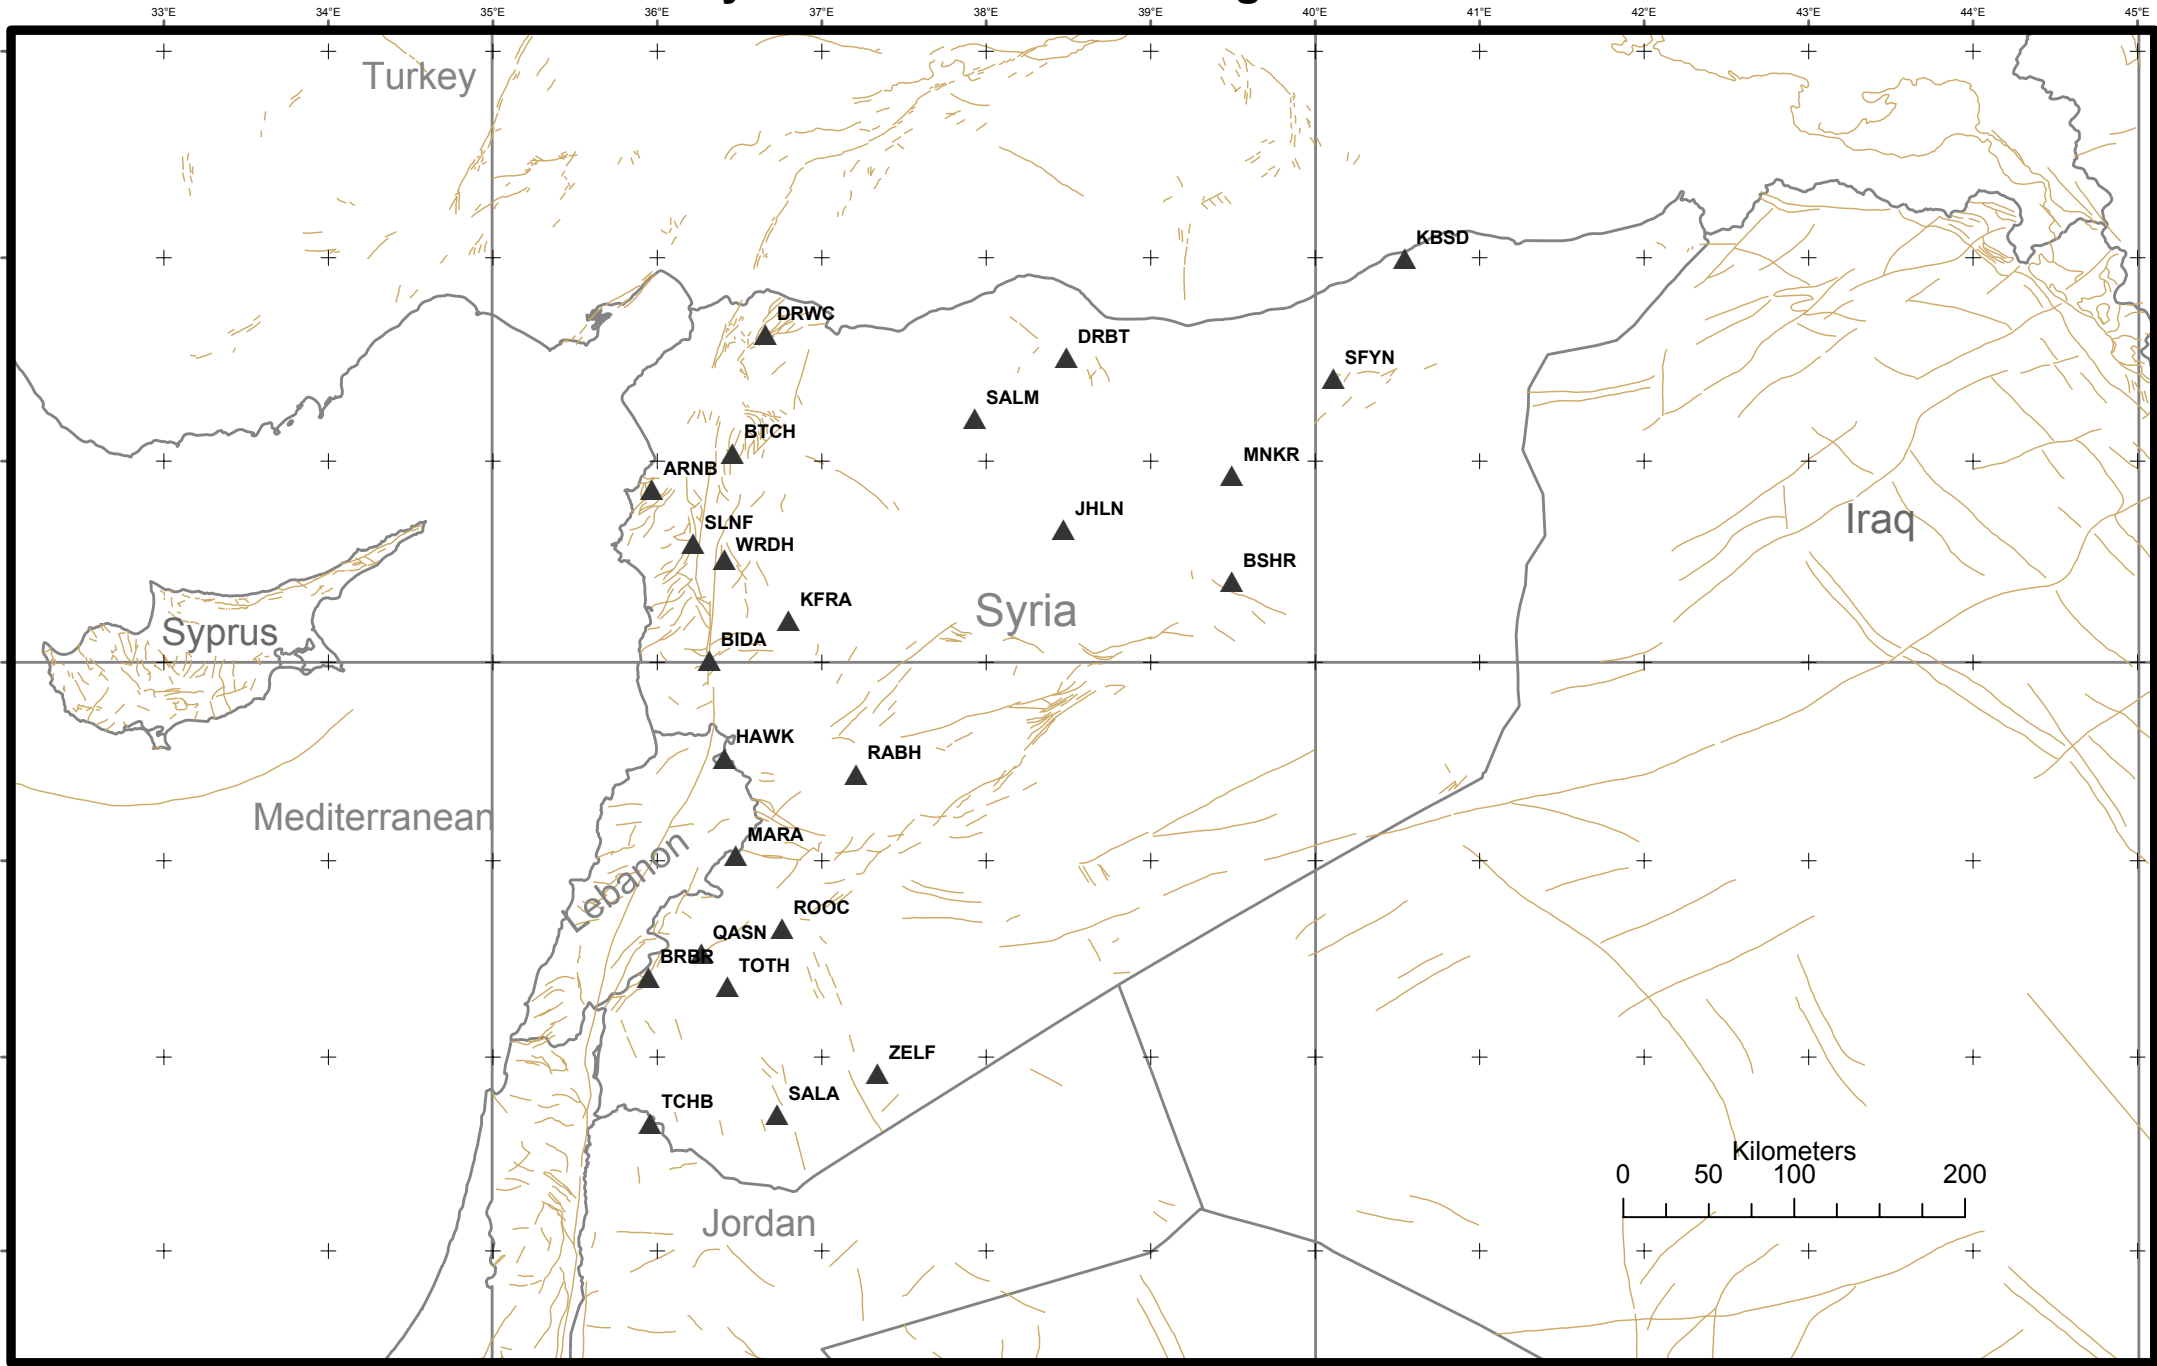 33°E 34°E 35°E 36°E 37°E 38°E 39°E 40°E 41°E 42°E 43°E 44°E 45°E
Turkey
KBSD
DRWC
DRBT
SFYN
SALM
BTCH
MNKR
ARNB
JHLN
SLNF
Iraq
WRDH
BSHR
KFRA
Syria
Syprus
BIDA
HAWK
RABH
Mediterranean
MARA
Lebanon
ROOC
QASN
BRBR
TOTH
ZELF
SALA
TCHB
Kilometers
0 50 100 200
Jordan